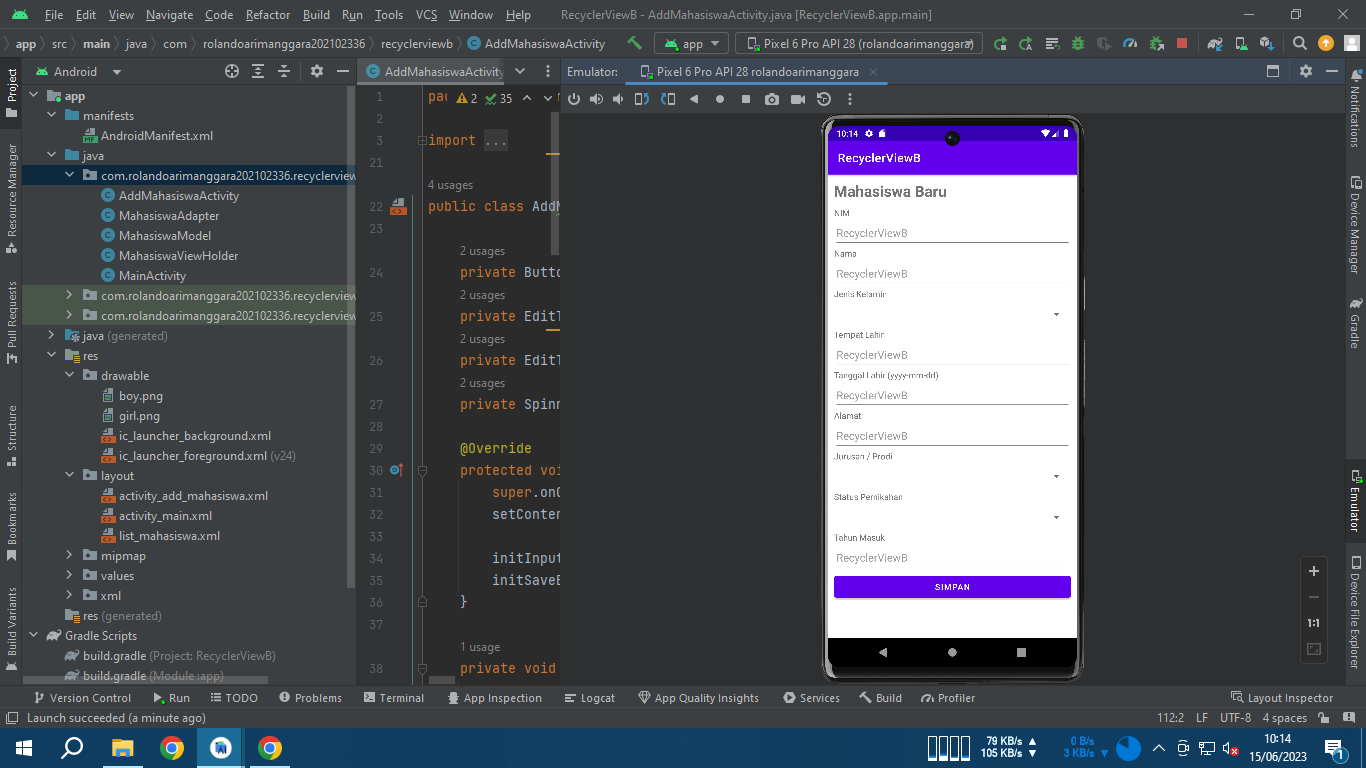 File Edit View Navigate Code Refactor Build Run Tools VCS Window Help RecyclerViewB - AddMahasiswaActivity.java [RecyclerViewB.app.main]
app src main java com rolandoarimanggara202102336 recyclerviewb AddMahasiswaActivity app Pixel 6 Pro API 28 (rolandoarimanggara)
Project
Resource Manager
Pull Requests
Structure
Bookmarks
Build Variants
Android
app
manifests
AndroidManifest.xml
java
com.rolandoarimanggara202102336.recyclerview
AddMahasiswaActivity
MahasiswaAdapter
MahasiswaModel
MahasiswaViewHolder
MainActivity
com.rolandoarimanggara202102336.recyclerview
com.rolandoarimanggara202102336.recyclerview
java (generated)
res
drawable
boy.png
girl.png
ic_launcher_background.xml
ic_launcher_foreground.xml (v24)
layout
activity_add_mahasiswa.xml
activity_main.xml
list_mahasiswa.xml
mipmap
values
xml
res (generated)
Gradle Scripts
build.gradle (Project: RecyclerViewB)
build.gradle (Module :app)
AddMahasiswaActivity
1 pac 2 35
2
3 import ...
21
4 usages
22 public class AddM
23
2 usages
24 private Butto
2 usages
25 private EditT
2 usages
26 private EditT
2 usages
27 private Spinn
28
29 @Override
30 protected voi
31 super.onC
32 setConten
33
34 initInput
35 initSaveB
36 }
37
1 usage
38 private void
Emulator: Pixel 6 Pro API 28 rolandoarimanggara
10:14
RecyclerViewB
Mahasiswa Baru
NIM
RecyclerViewB
Nama
RecyclerViewB
Jenis Kelamin
Tempat Lahir
RecyclerViewB
Tanggal Lahir (yyyy-mm-dd)
RecyclerViewB
Alamat
RecyclerViewB
Jurusan / Prodi
Status Pernikahan
Tahun Masuk
RecyclerViewB
SIMPAN
1:1
Notifications
Device Manager
Gradle
Emulator
Device File Explorer
Version Control Run TODO Problems Terminal App Inspection Logcat App Quality Insights Services Build Profiler Layout Inspector
Launch succeeded (a minute ago) 112:2 LF UTF-8 4 spaces
79 KB/s 0 B/s 10:14
105 KB/s 3 KB/s 15/06/2023
1